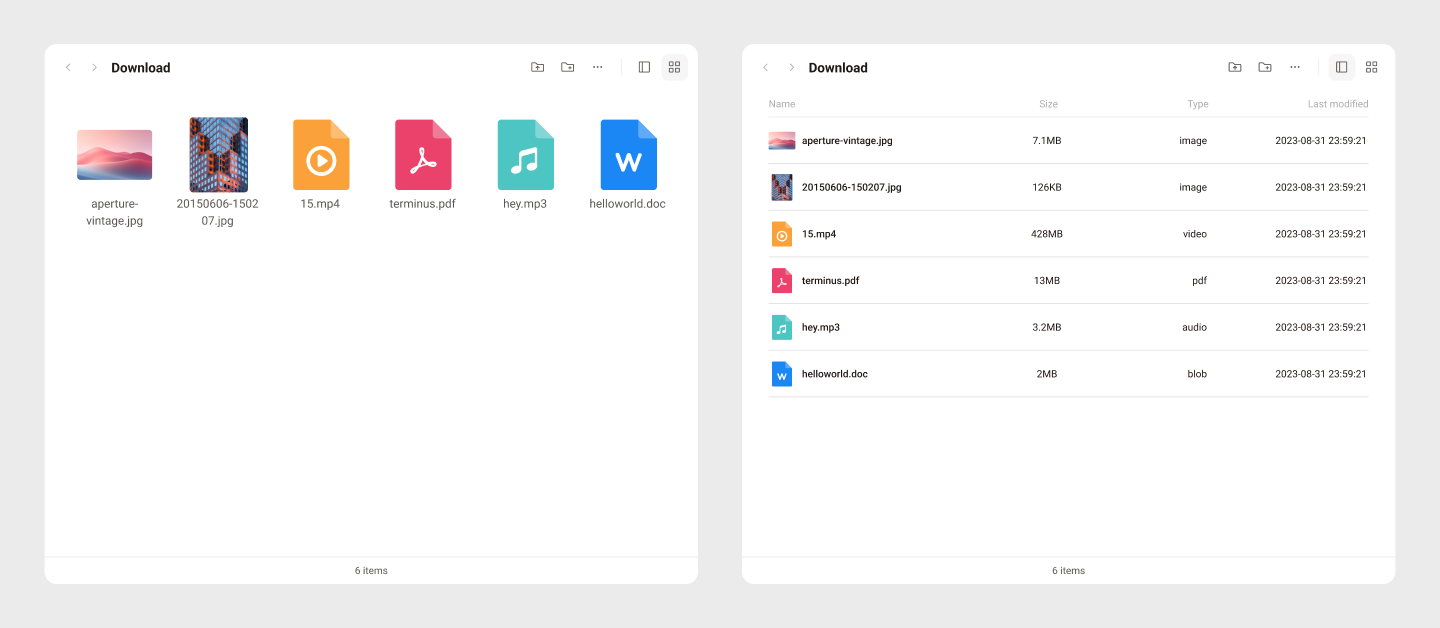 Download
aperture-
vintage.jpg
20150606-1502
07.jpg
15.mp4
terminus.pdf
hey.mp3
W
helloworld.doc
6 items
Download
Name Size Type Last modified
aperture-vintage.jpg 7.1MB image 2023-08-31 23:59:21
20150606-150207.jpg 126KB image 2023-08-31 23:59:21
15.mp4 428MB video 2023-08-31 23:59:21
terminus.pdf 13MB pdf 2023-08-31 23:59:21
hey.mp3 3.2MB audio 2023-08-31 23:59:21
W helloworld.doc 2MB blob 2023-08-31 23:59:21
6 items